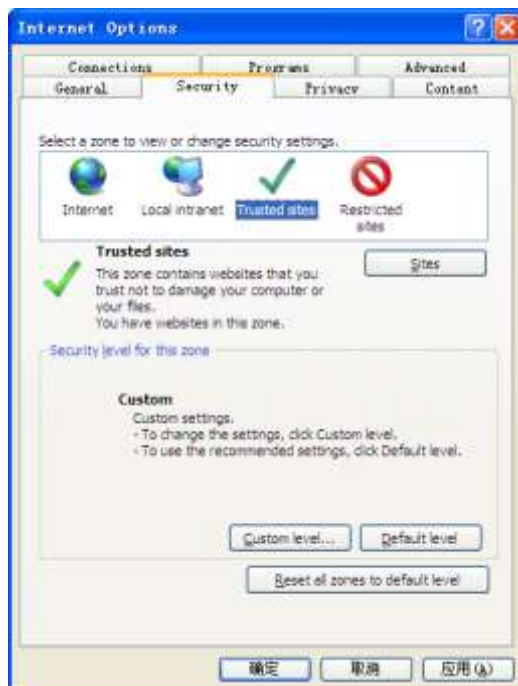 Internet Options
Connections Programs Advanced
General Security Privacy Content
Select a zone to view or change security settings.
Internet Local intranet Trusted sites Restricted sites
Trusted sites
Sites
This zone contains websites that you
trust not to damage your computer or
your files.
You have websites in this zone.
Security level for this zone
Custom
Custom settings.
- To change the settings, click Custom level.
- To use the recommended settings, click Default level.
Custom level... Default level
Reset all zones to default level
确定 取消 应用(A)